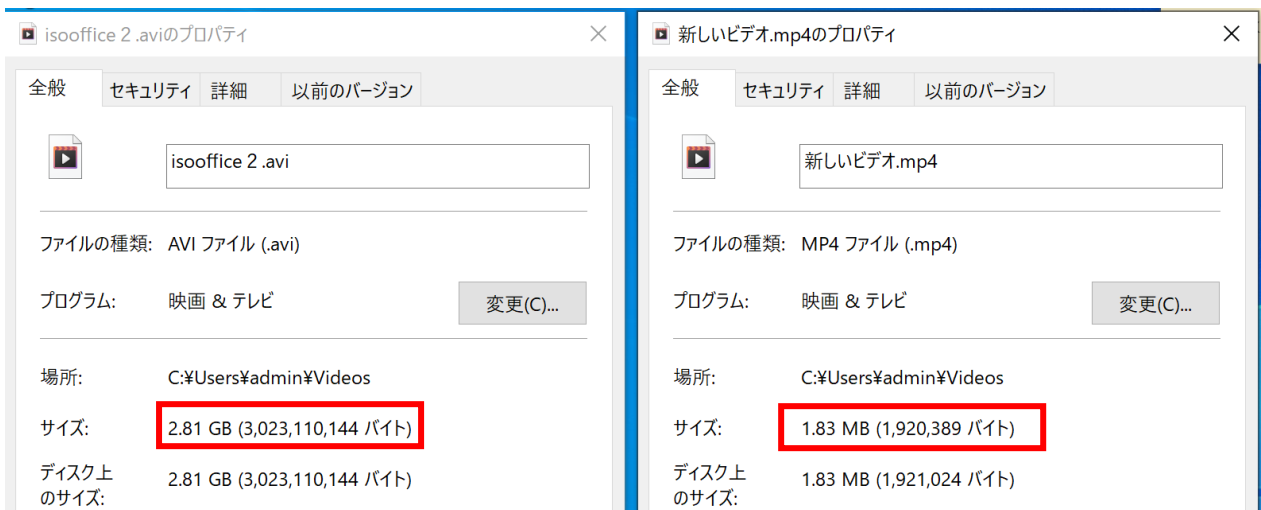 isooffice 2 .aviのプロパティ
全般 セキュリティ 詳細 以前のバージョン
isooffice 2 .avi
ファイルの種類: AVI ファイル (.avi)
プログラム: 映画 & テレビ 変更(C)...
場所: C:¥Users¥admin¥Videos
サイズ: 2.81 GB (3,023,110,144 バイト)
ディスク上
のサイズ: 2.81 GB (3,023,110,144 バイト)
新しいビデオ.mp4のプロパティ
全般 セキュリティ 詳細 以前のバージョン
新しいビデオ.mp4
ファイルの種類: MP4 ファイル (.mp4)
プログラム: 映画 & テレビ 変更(C)...
場所: C:¥Users¥admin¥Videos
サイズ: 1.83 MB (1,920,389 バイト)
ディスク上
のサイズ: 1.83 MB (1,921,024 バイト)